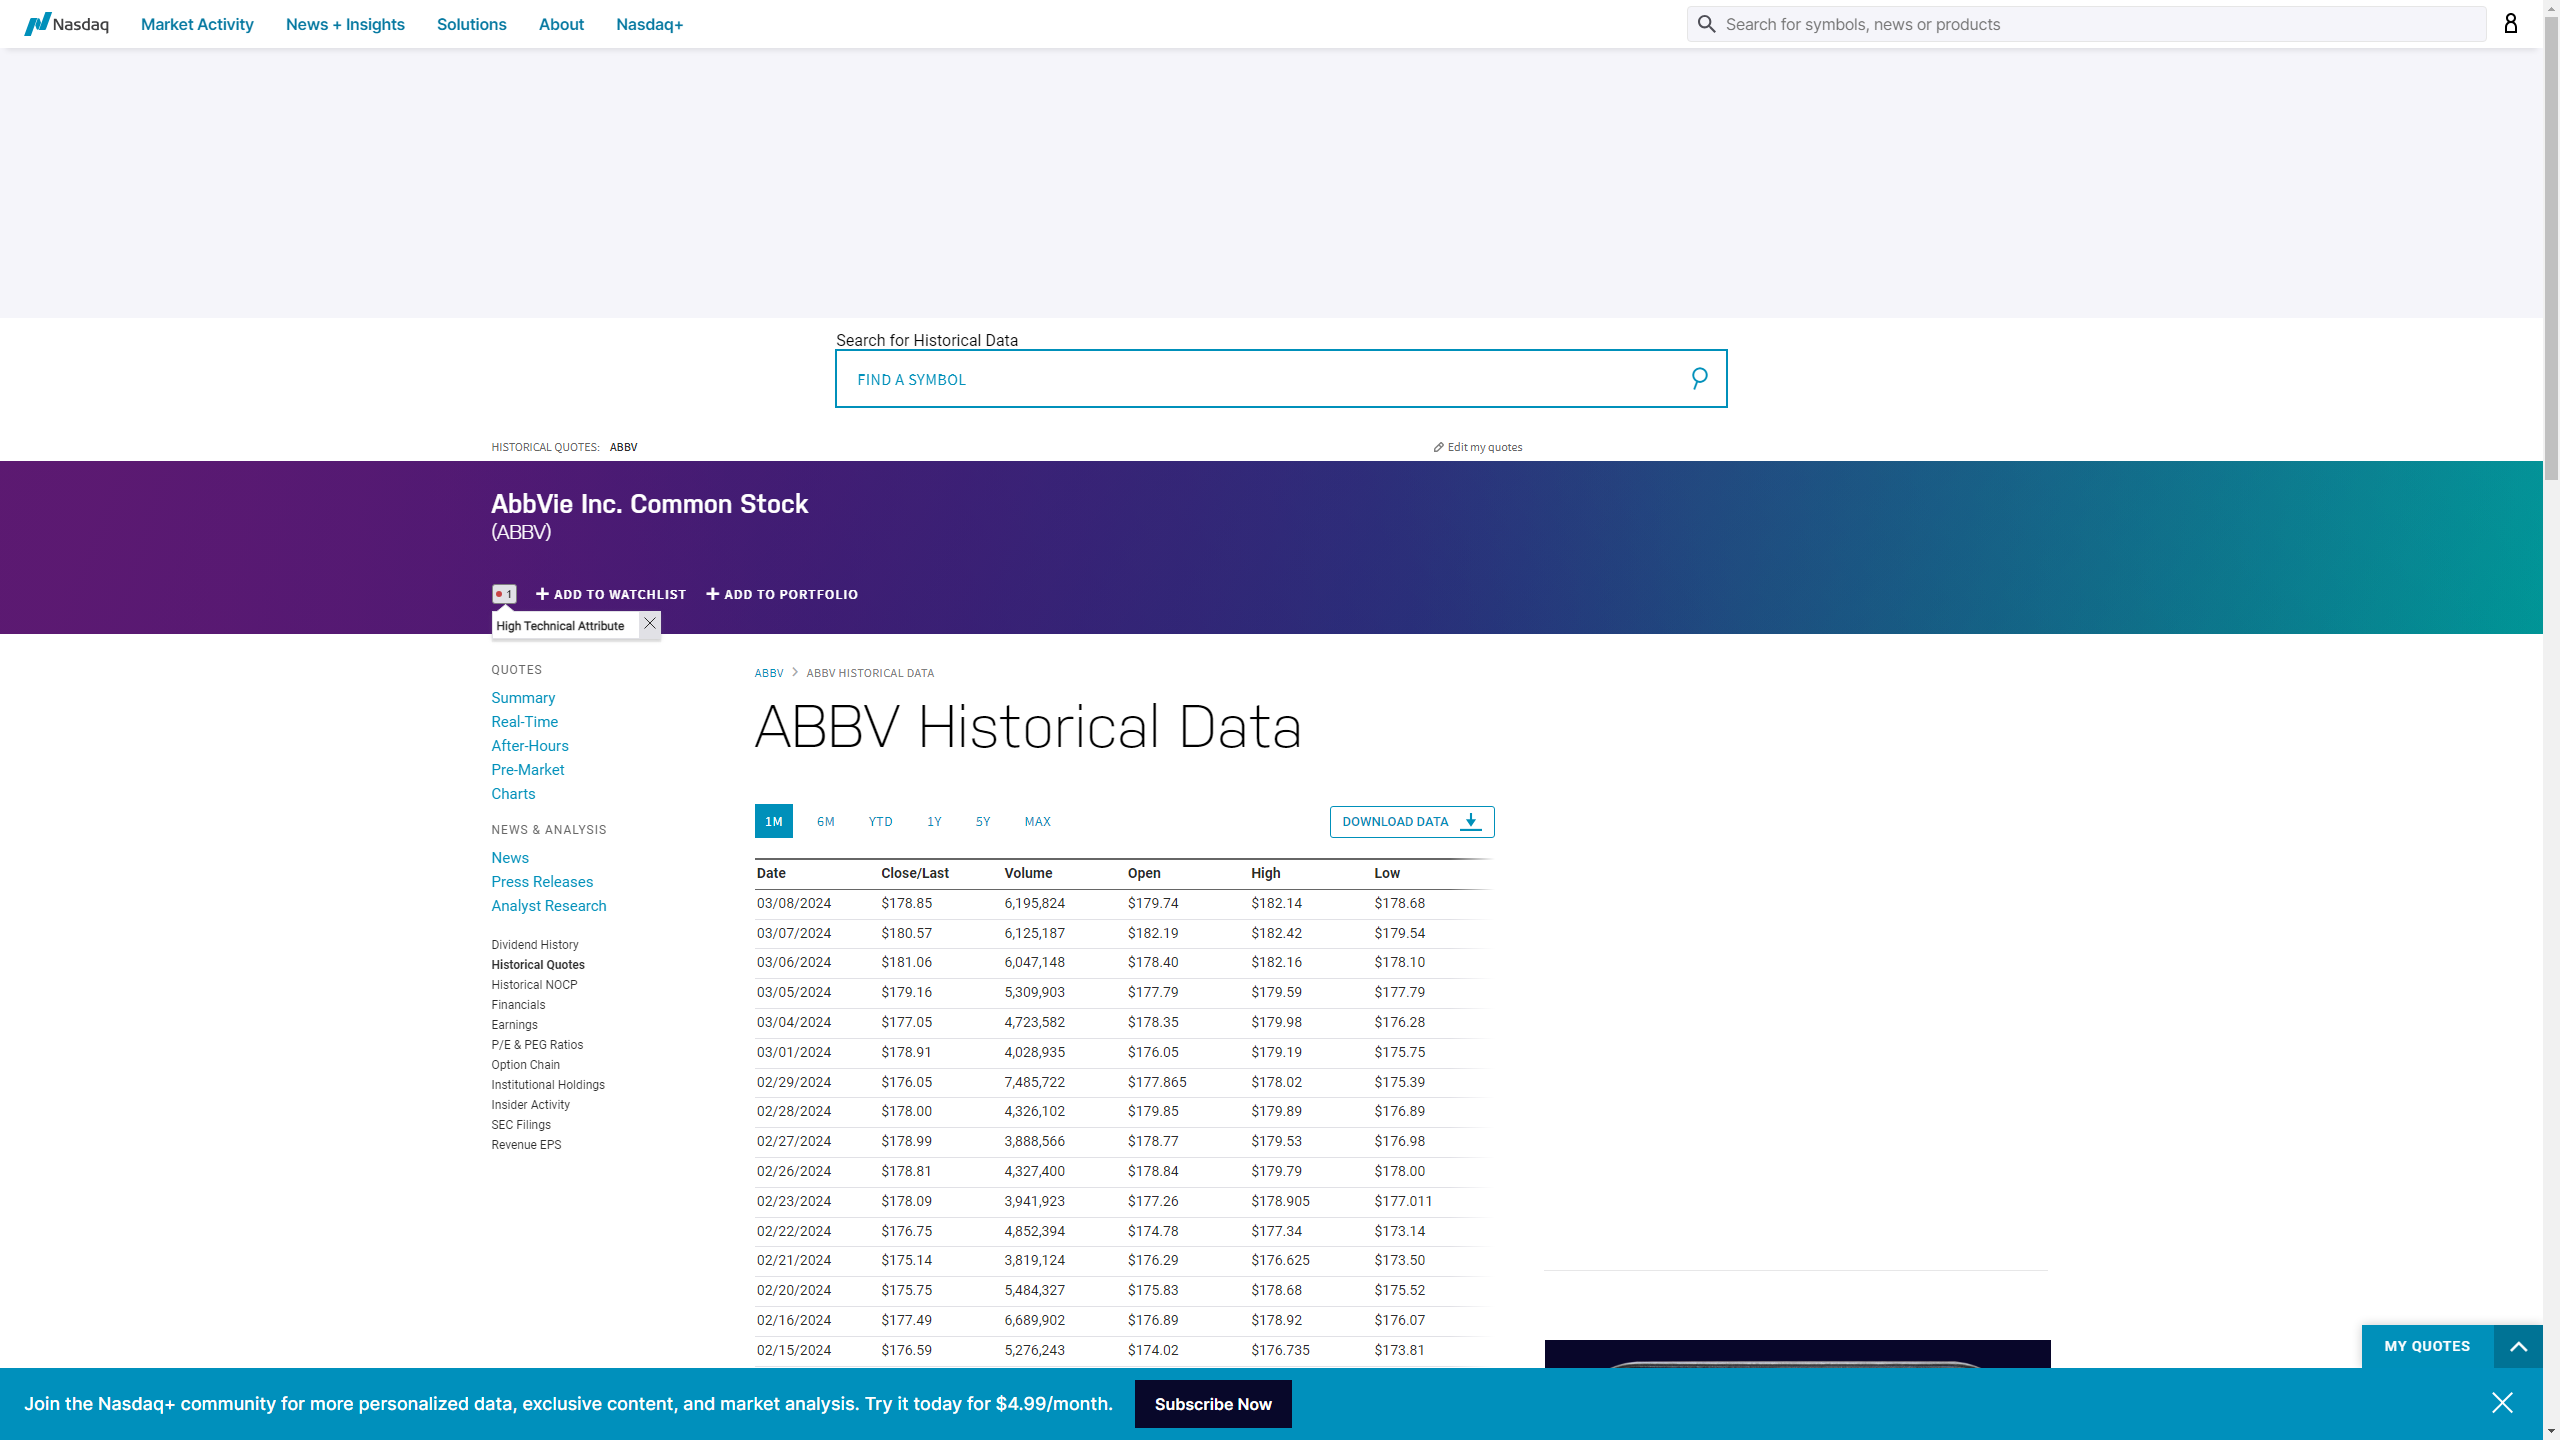 Nasdaq Market Activity News + Insights Solutions About Nasdaq+ Search for symbols, news or products
Search for Historical Data
FIND A SYMBOL
HISTORICAL QUOTES: ABBV Edit my quotes
AbbVie Inc. Common Stock
(ABBV)
1 ADD TO WATCHLIST ADD TO PORTFOLIO
High Technical Attribute
QUOTES
Summary
Real-Time
After-Hours
Pre-Market
Charts
NEWS & ANALYSIS
News
Press Releases
Analyst Research
Dividend History
Historical Quotes
Historical NOCP
Financials
Earnings
P/E & PEG Ratios
Option Chain
Institutional Holdings
Insider Activity
SEC Filings
Revenue EPS
ABBV > ABBV HISTORICAL DATA
ABBV Historical Data
1M 6M YTD 1Y 5Y MAX DOWNLOAD DATA
Date Close/Last Volume Open High Low
03/08/2024 $178.85 6,195,824 $179.74 $182.14 $178.68
03/07/2024 $180.57 6,125,187 $182.19 $182.42 $179.54
03/06/2024 $181.06 6,047,148 $178.40 $182.16 $178.10
03/05/2024 $179.16 5,309,903 $177.79 $179.59 $177.79
03/04/2024 $177.05 4,723,582 $178.35 $179.98 $176.28
03/01/2024 $178.91 4,028,935 $176.05 $179.19 $175.75
02/29/2024 $176.05 7,485,722 $177.865 $178.02 $175.39
02/28/2024 $178.00 4,326,102 $179.85 $179.89 $176.89
02/27/2024 $178.99 3,888,566 $178.77 $179.53 $176.98
02/26/2024 $178.81 4,327,400 $178.84 $179.79 $178.00
02/23/2024 $178.09 3,941,923 $177.26 $178.905 $177.011
02/22/2024 $176.75 4,852,394 $174.78 $177.34 $173.14
02/21/2024 $175.14 3,819,124 $176.29 $176.625 $173.50
02/20/2024 $175.75 5,484,327 $175.83 $178.68 $175.52
02/16/2024 $177.49 6,689,902 $176.89 $178.92 $176.07
02/15/2024 $176.59 5,276,243 $174.02 $176.735 $173.81
MY QUOTES
Join the Nasdaq+ community for more personalized data, exclusive content, and market analysis. Try it today for $4.99/month. Subscribe Now